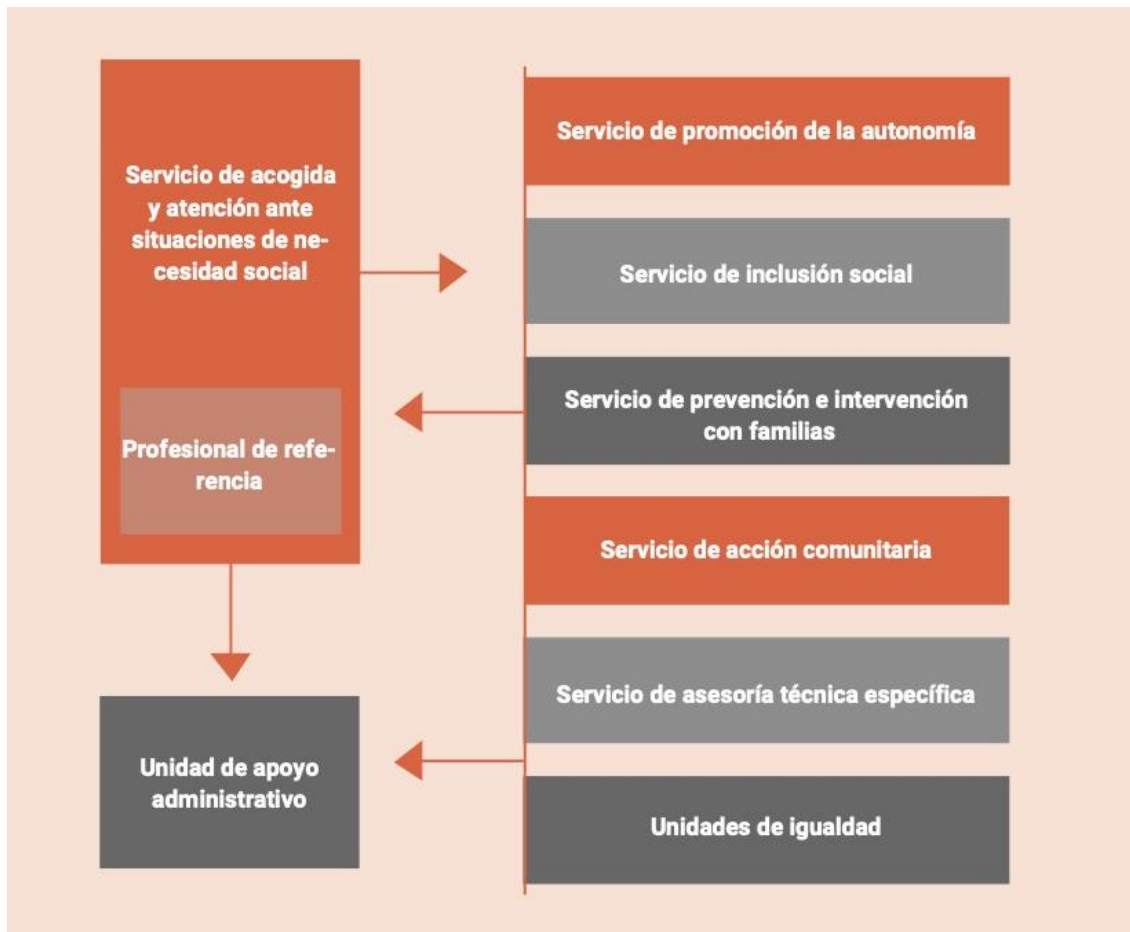 Servicio de acogida
y atención ante
situaciones de ne-
cesidad social
Profesional de refe-
rencia
Unidad de apoyo
administrativo
Servicio de promoción de la autonomía
Servicio de inclusión social
Servicio de prevención e intervención
con familias
Servicio de acción comunitaria
Servicio de asesoría técnica específica
Unidades de igualdad